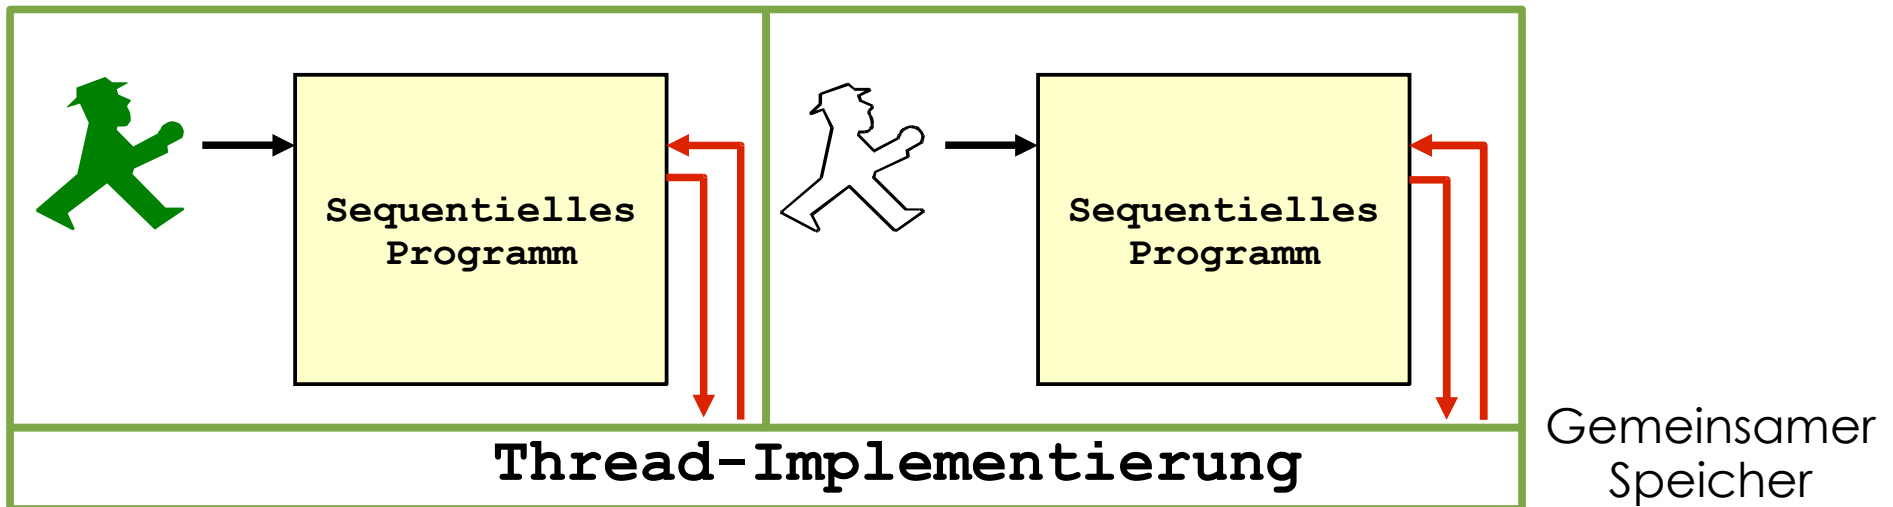 Sequentielles
Programm
Sequentielles
Programm
Thread-Implementierung
Gemeinsamer
Speicher